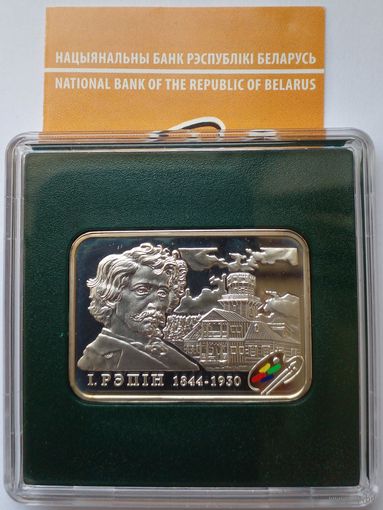 НАЦЫЯНАЛЬНЫ БАНК РЭСПУБЛІКІ БЕЛАРУСЬ
NATIONAL BANK OF THE REPUBLIC OF BELARUS
І. РЭПІН 1844-1930